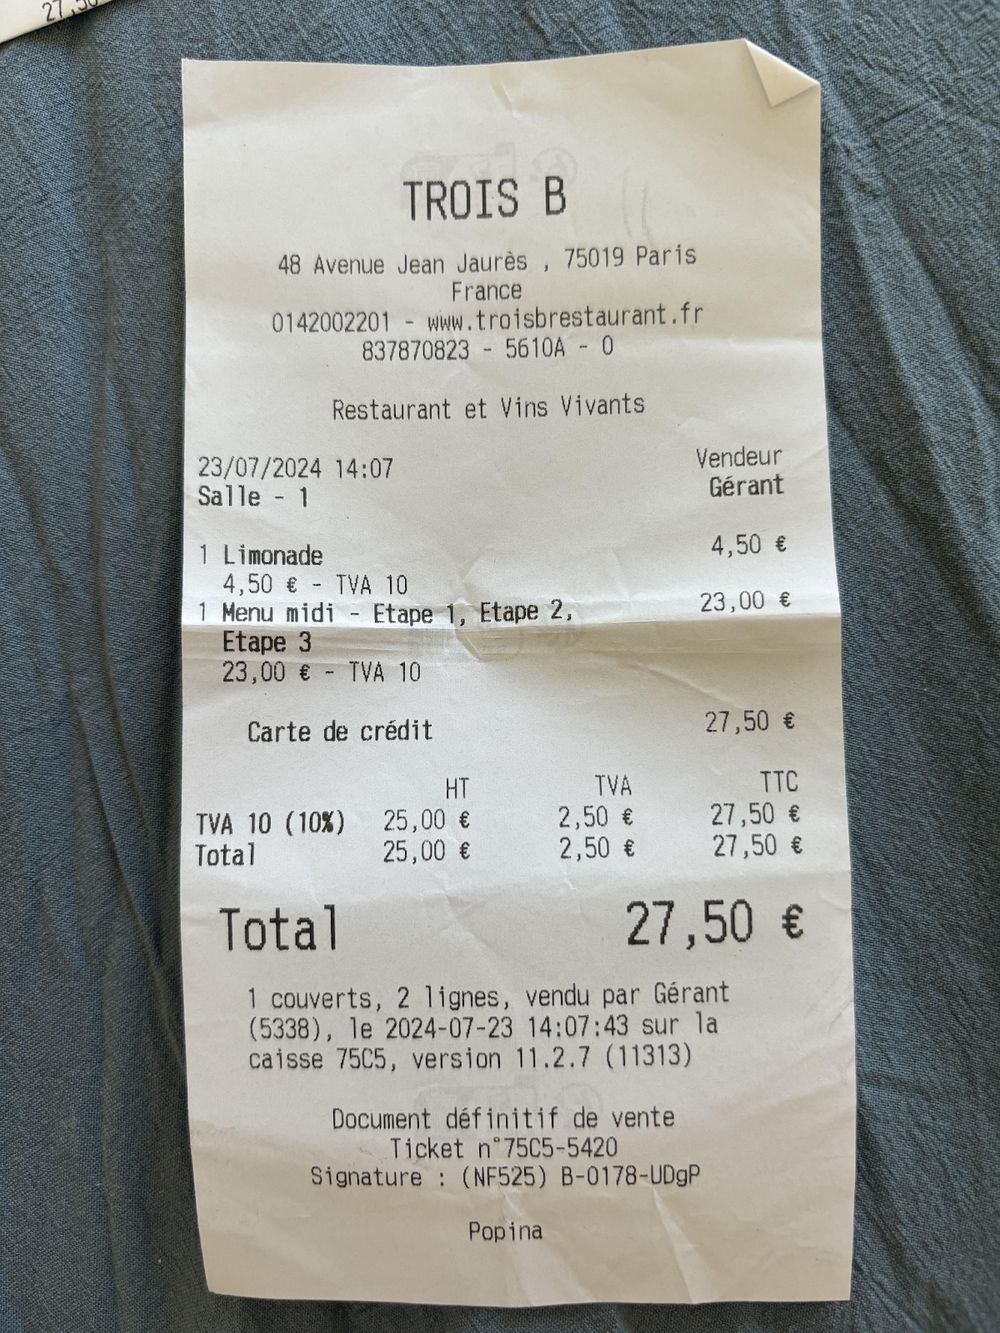 27,50
TROIS B
48 Avenue Jean Jaurès , 75019 Paris
France
0142002201 - www.troisbrestaurant.fr
837870823 - 5610A - 0
Restaurant et Vins Vivants
23/07/2024 14:07 Vendeur
Salle - 1 Gérant
1 Limonade 4,50 €
4,50 € - TVA 10
1 Menu midi - Etape 1, Etape 2, 23,00 €
Etape 3
23,00 € - TVA 10
Carte de crédit 27,50 €
HT TVA TTC
TVA 10 (10%) 25,00 € 2,50 € 27,50 €
Total 25,00 € 2,50 € 27,50 €
Total 27,50 €
1 couverts, 2 lignes, vendu par Gérant
(5338), le 2024-07-23 14:07:43 sur la
caisse 75C5, version 11.2.7 (11313)
Document définitif de vente
Ticket n°75C5-5420
Signature : (NF525) B-0178-UDgP
Popina